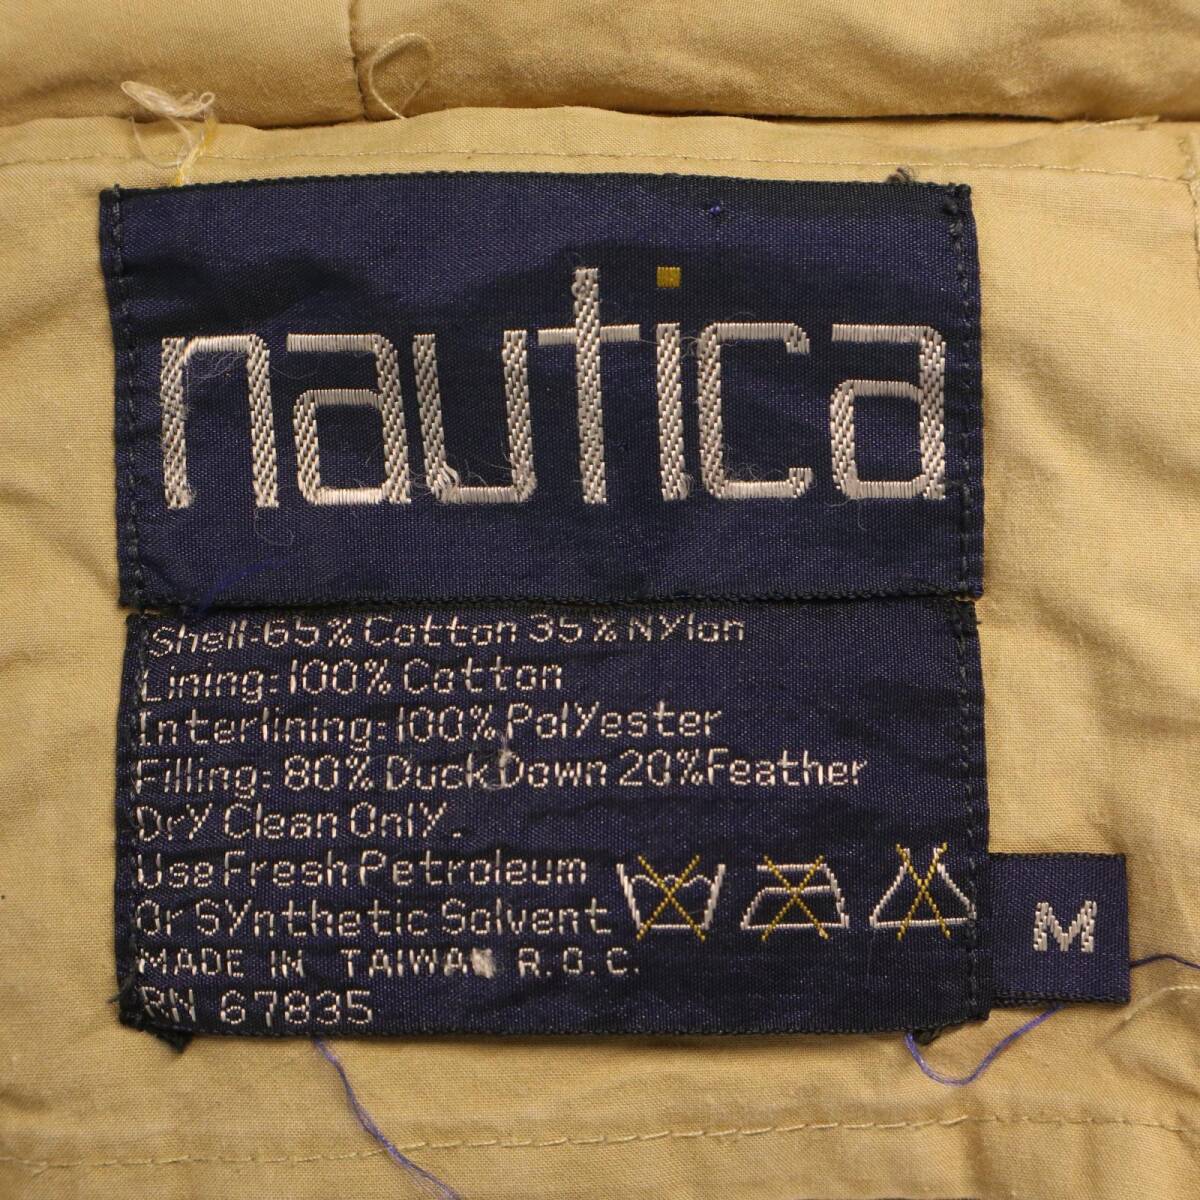 nautica
Shell:65% Cotton 35% Nylon
Lining:100% Cotton
Interlining:100% Polyester
Filling: 80% Duck Down 20% Feather
Dry Clean Only.
Use Fresh Petroleum
Or Synthetic Solvent
MADE IN TAIWAN R.O.C.
RN 67835
M